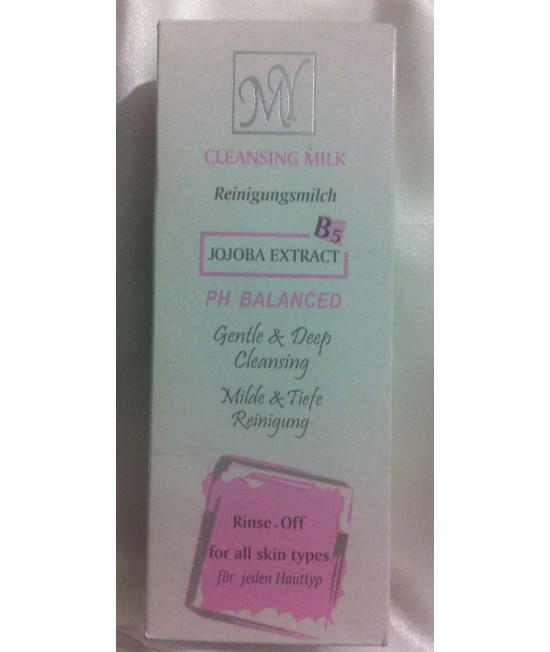 MY
CLEANSING MILK
Reinigungsmilch
B5
JOJOBA EXTRACT
PH BALANCED
Gentle & Deep
Cleansing
Milde & Tiefe
Reinigung
Rinse-Off
for all skin types
für jeden Hauttyp